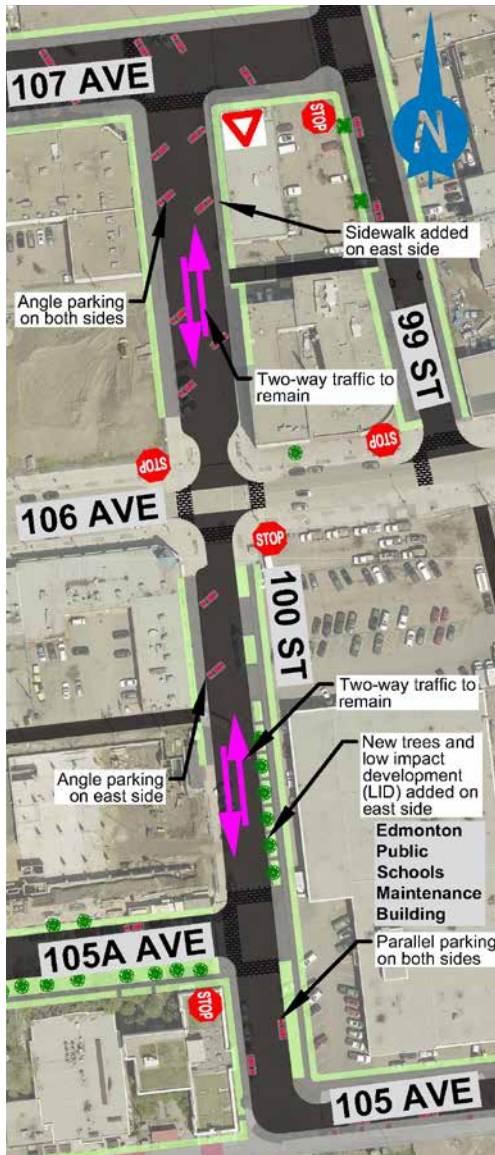 107 AVE
N
STOP
Sidewalk added
on east side
Angle parking
on both sides
99 ST
Two-way traffic to
remain
STOP
STOP
106 AVE
STOP
100 ST
Two-way traffic to
remain
Angle parking
on east side
New trees and
low impact
development
(LID) added on
east side
Edmonton
Public
Schools
Maintenance
Building
105A AVE
Parallel parking
on both sides
STOP
105 AVE